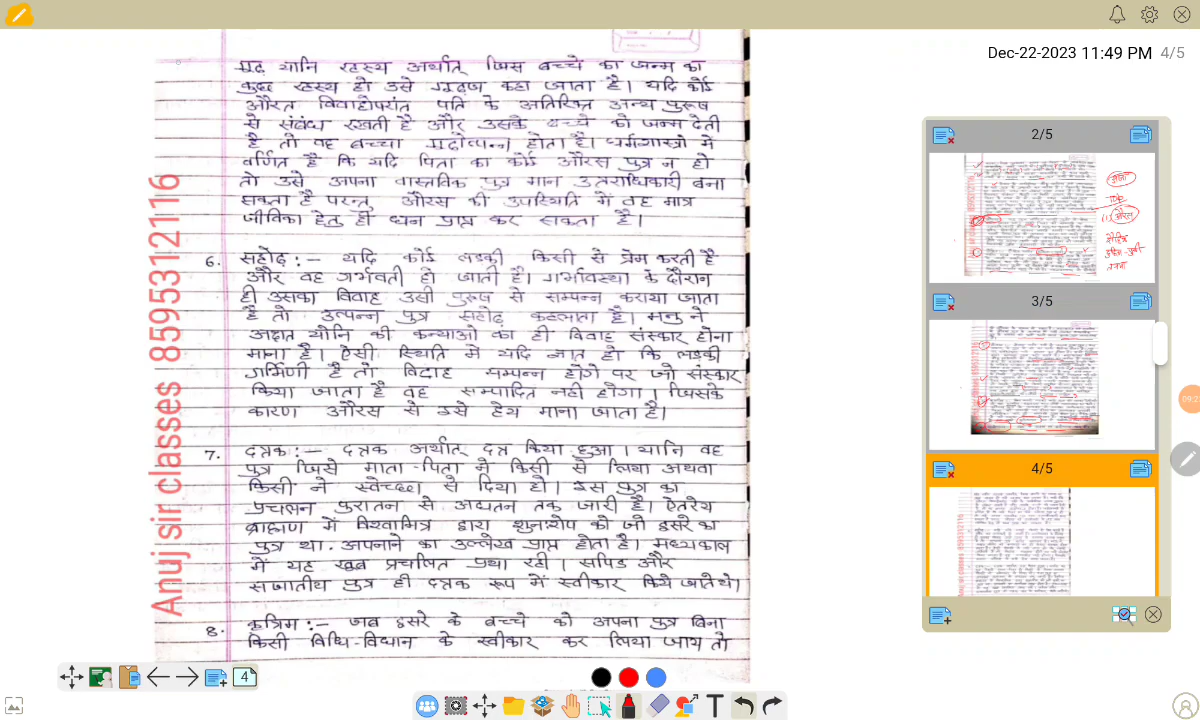 Dec-22-2023 11:49 PM 4/5
गूढ़ यानि रहस्य अर्थात् जिस बच्चे का जन्म का
कुछ रहस्य हो उसे गूढ़ज कहा जाता है। यदि कोई
औरत विवाहोपरांत पति के अतिरिक्त अन्य पुरूष
से संबंध रखती है और उसके बच्चे को जन्म देती
है तो वह बच्चा गूढ़ोत्पन्न होता है। धर्मशास्त्रो में
वर्णित है कि यदि पिता का कोई औरस पुत्र न हो
तो उसे अपना वास्तविक पुत्र मान उतराधिकारी बना
सकता है परन्तु औरस की उपस्थिति में वह मात्र
जीविका हेतु ही धन प्राप्त कर सकता है।
6. सहोढ़ :- यदि कोई लड़की किसी से प्रेम करती है
और वह गर्भवती हो जाती है। गर्भावस्था के दौरान
ही उसका विवाह उसी पुरूष से सम्पन्न कराया जाता
है तो उत्पन्न पुत्र सहोढ़ कहलाता है। मनु ने
अक्षत योनि की कन्याओं का ही विवाह संस्कार होना
माना है। ऐसी स्थिति में यदि ज्ञात हो कि लड़की
गर्भिणी है तो विवाह सम्पन्न होगे पर जो संस्कार
किया जाता है वह सम्पादित नही होगा जिसके
कारण औरस से इसे हेय माना जाता है।
7. दत्तक :- दत्तक अर्थात् दत्त किया हुआ। यानि वह
पुत्र जिसे माता-पिता ने किसी से लिया अथवा
किसी ने स्वेच्छा से दिया हो। इस पुत्र का
प्रचलन पुरातन से अद्यतन तक जारी है। ऐतरेय
ब्राह्मण में विश्वामित्र द्वारा शुनःशेप को जो दूसरे का
पुत्र था, अपनाने का उल्लेख प्राप्त होता है। मध्यकाल
में यह खूब प्रचलित प्रथा रही। सपिंड और
सजातीय पुत्र ही दत्तक रूप में स्वीकार किये जाते थे।
8. कृत्रिम :- जब दूसरे के बच्चे को अपना पुत्र बिना
किसी विधि-विधान के स्वीकार कर लिया जाय तो
Anuj sir classes 8595312116
2/5
3/5
4/5
09:2
4
T